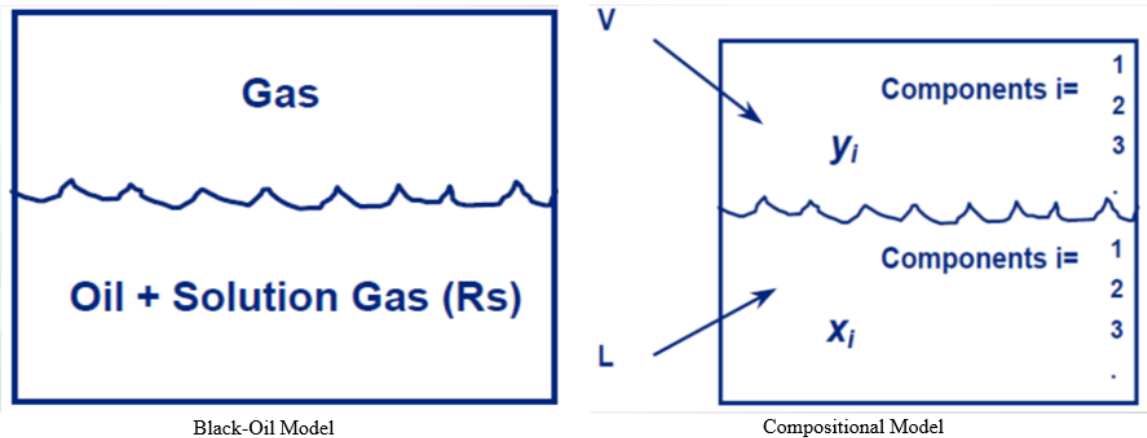 Gas
Oil + Solution Gas (Rs)
Black-Oil Model
V
Components i= 1
2
3
.
yi
Components i= 1
2
3
.
xi
L
Compositional Model